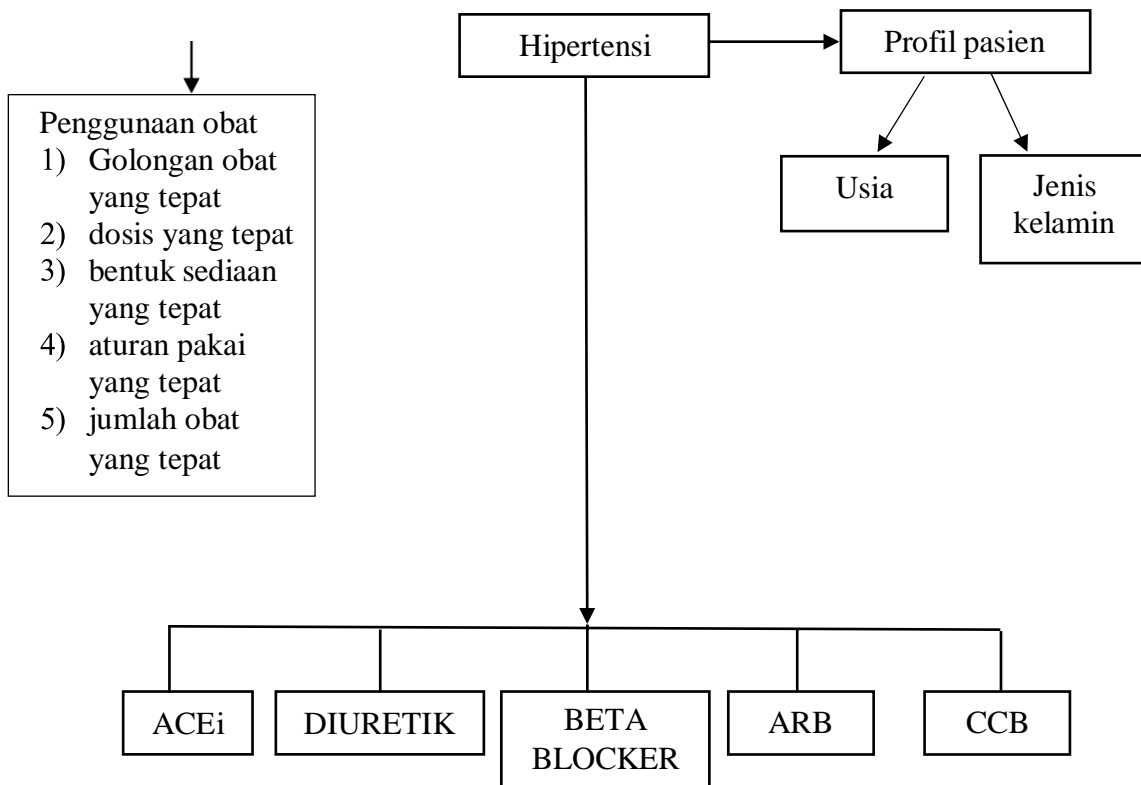 Hipertensi
Profil pasien
Usia
Jenis
kelamin
Penggunaan obat
1) Golongan obat
yang tepat
2) dosis yang tepat
3) bentuk sediaan
yang tepat
4) aturan pakai
yang tepat
5) jumlah obat
yang tepat
ACEi
DIURETIK
BETA
BLOCKER
ARB
CCB